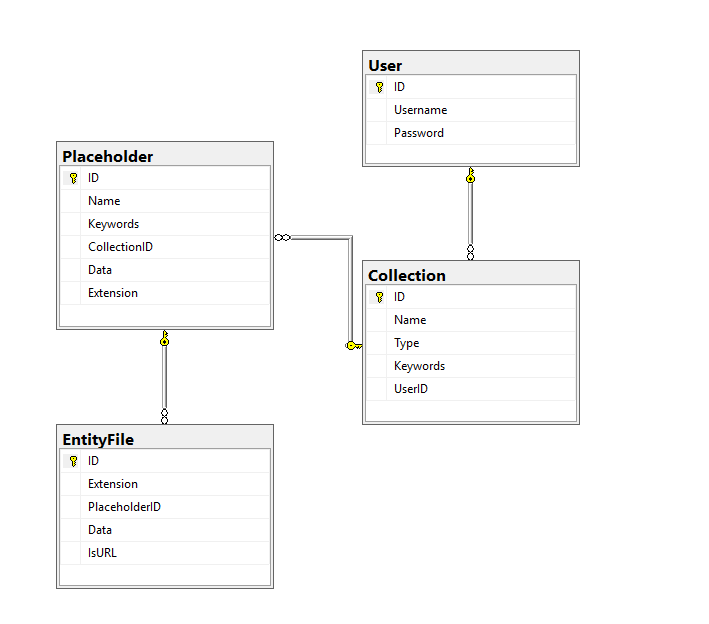 User
ID
Username
Password
Placeholder
ID
Name
Keywords
CollectionID
Data
Extension
Collection
ID
Name
Type
Keywords
UserID
EntityFile
ID
Extension
PlaceholderID
Data
IsURL